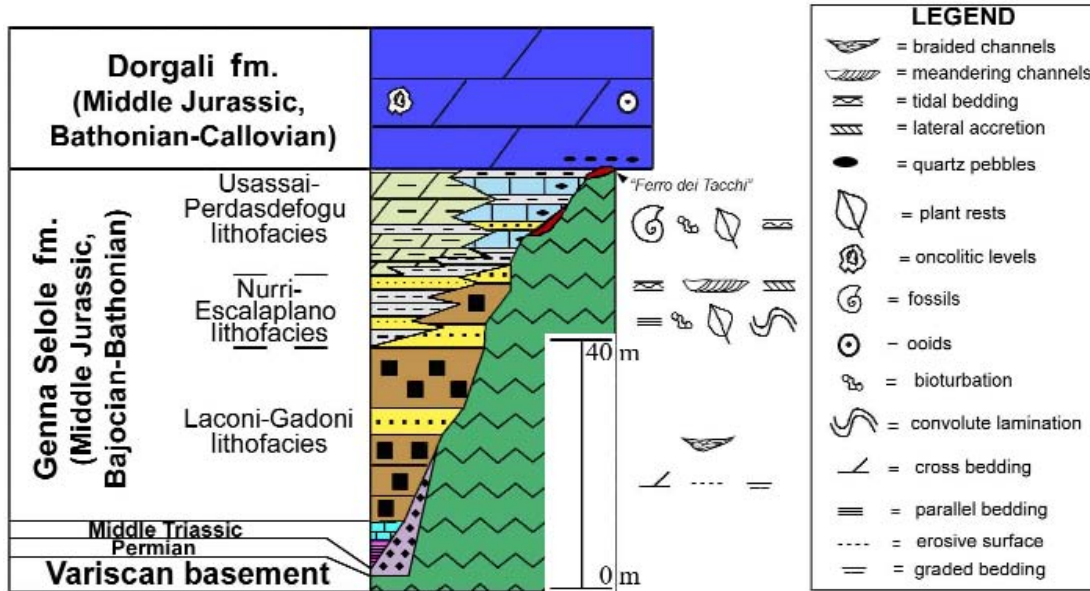 Dorgali fm.
(Middle Jurassic,
Bathonian-Callovian)
Genna Selole fm.
(Middle Jurassic,
Bajocian-Bathonian)
Usassai-
Perdasdefogu
lithofacies
Nurri-
Escalaplano
lithofacies
Laconi-Gadoni
lithofacies
Middle Triassic
Permian
Variscan basement
"Ferro dei Tacchi"
40 m
0 m
LEGEND
= braided channels
= meandering channels
= tidal bedding
= lateral accretion
= quartz pebbles
= plant rests
= oncolitic levels
= fossils
– ooids
= bioturbation
= convolute lamination
= cross bedding
= parallel bedding
= erosive surface
= graded bedding